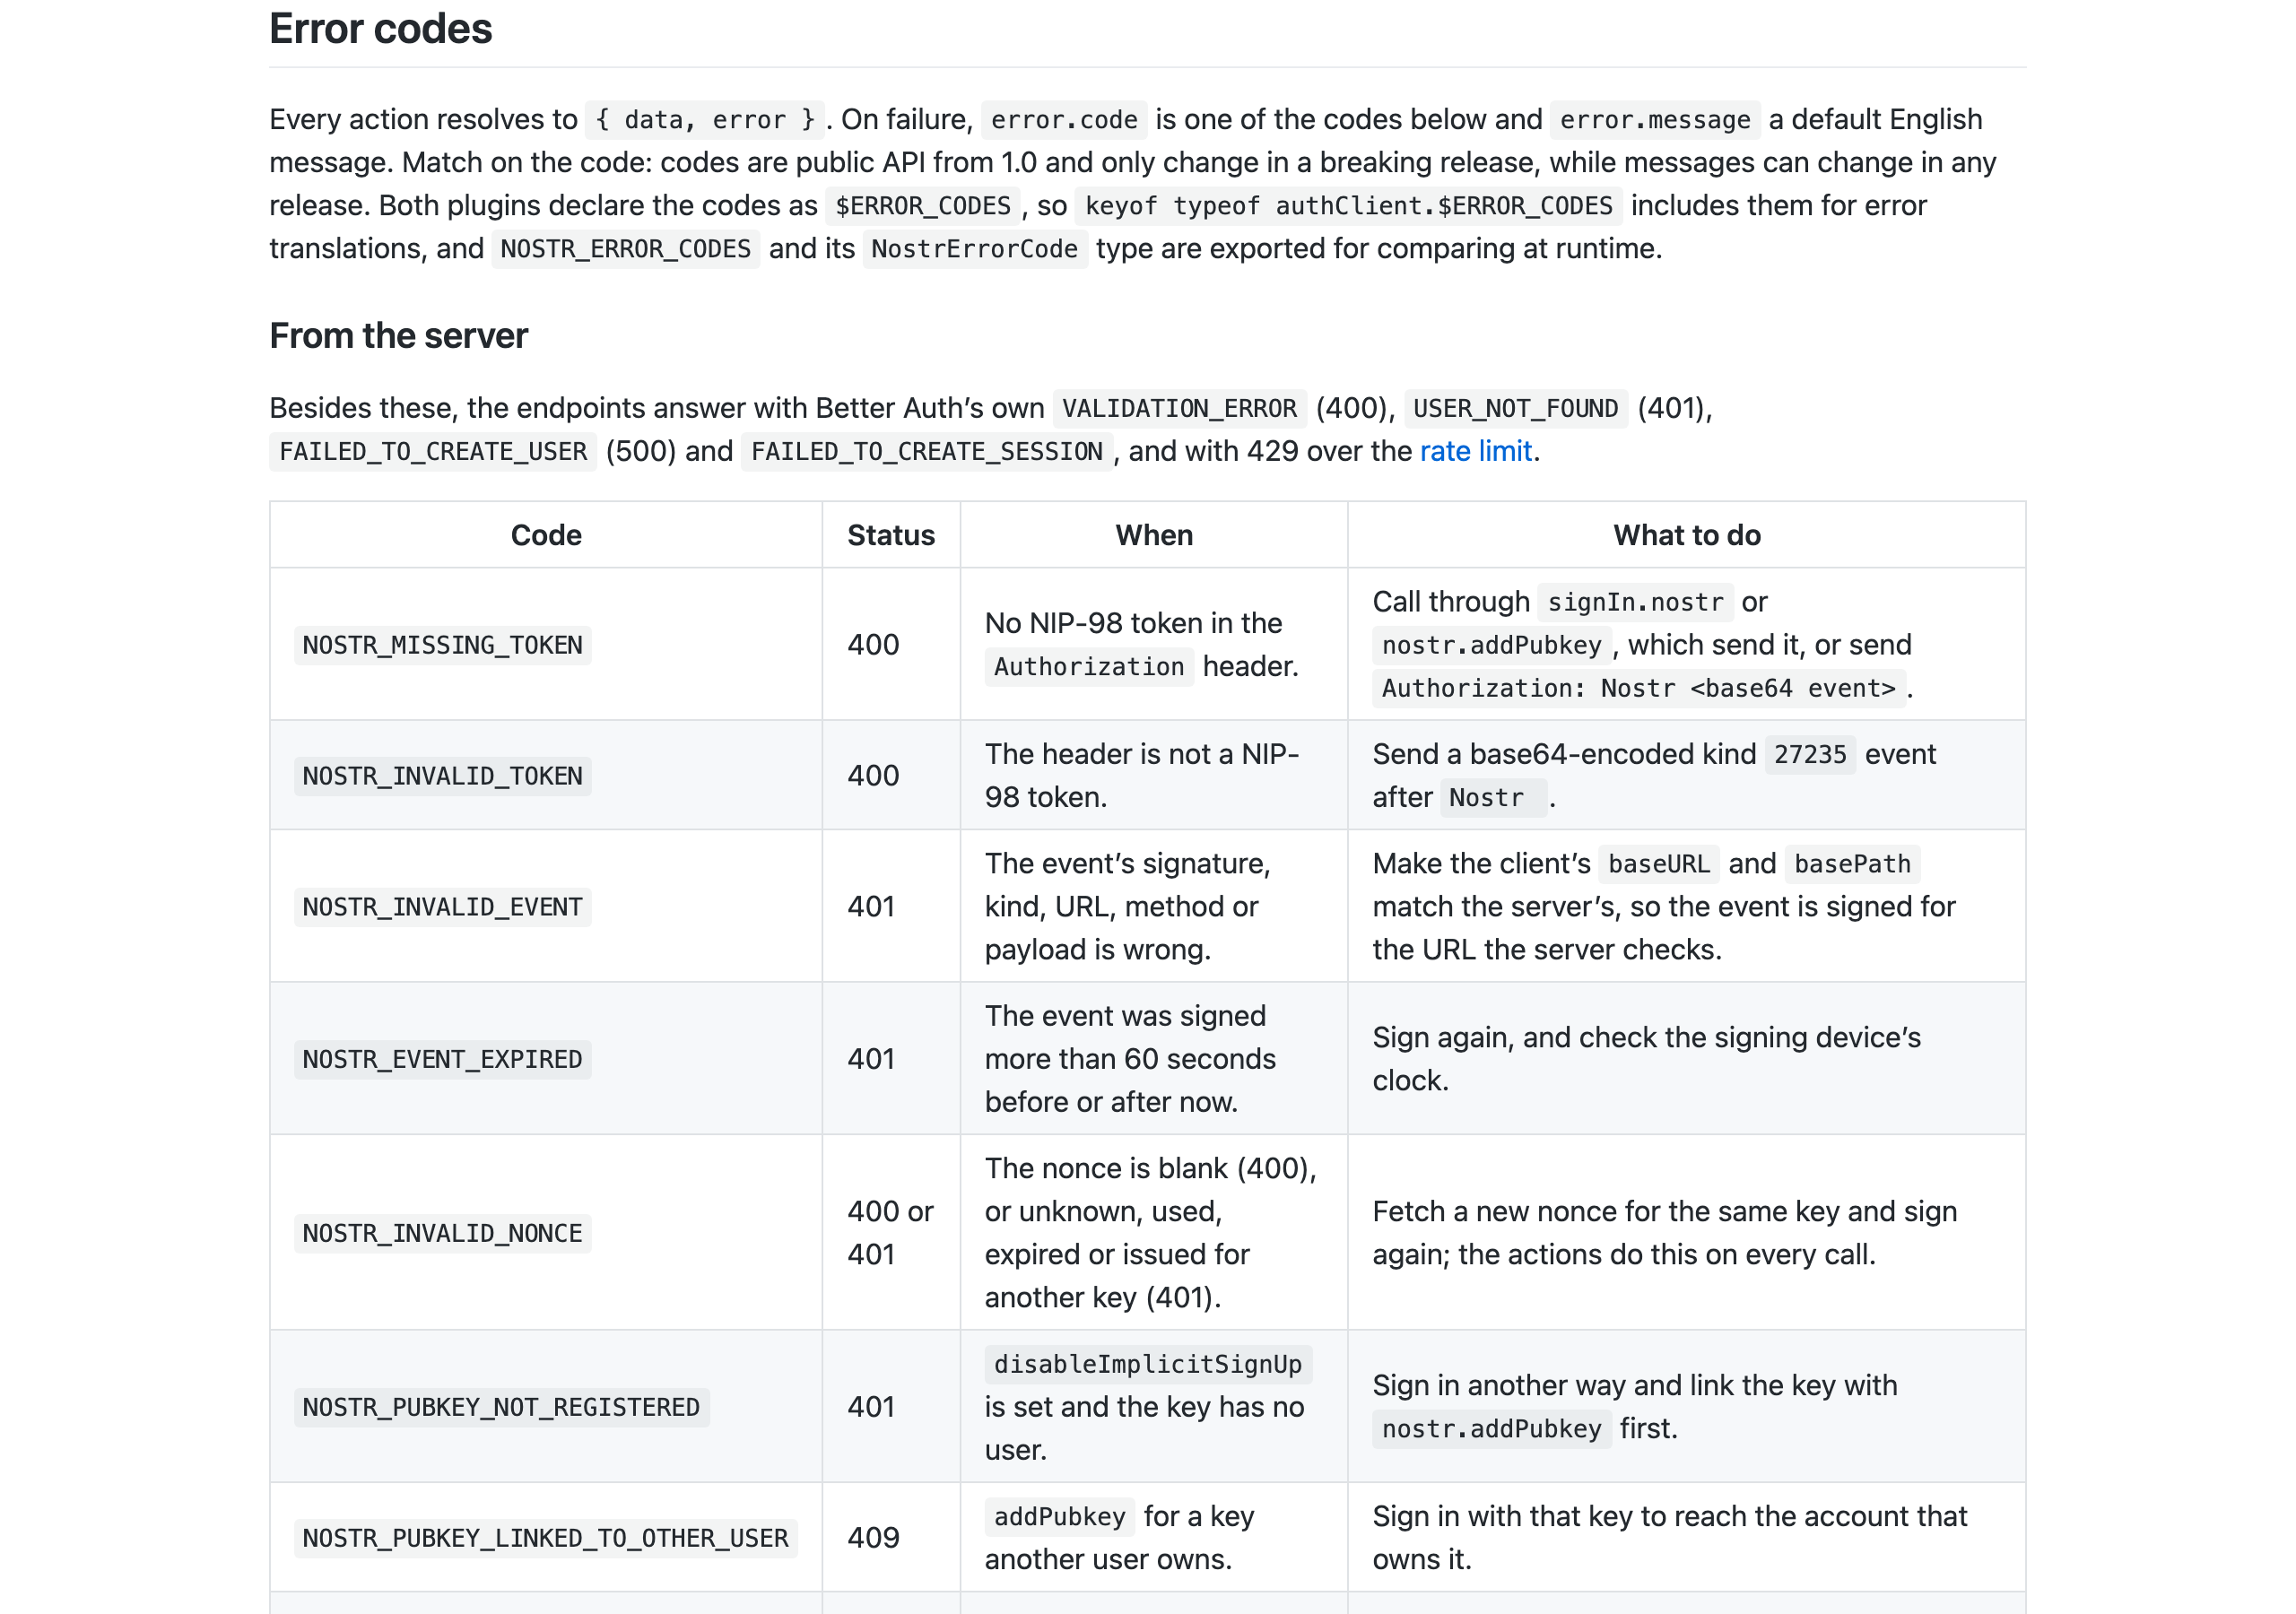 Error codes
Every action resolves to { data, error }. On failure, error.code is one of the codes below and error.message a default English
message. Match on the code: codes are public API from 1.0 and only change in a breaking release, while messages can change in any
release. Both plugins declare the codes as $ERROR_CODES, so keyof typeof authClient.$ERROR_CODES includes them for error
translations, and NOSTR_ERROR_CODES and its NostrErrorCode type are exported for comparing at runtime.
From the server
Besides these, the endpoints answer with Better Auth’s own VALIDATION_ERROR (400), USER_NOT_FOUND (401),
FAILED_TO_CREATE_USER (500) and FAILED_TO_CREATE_SESSION, and with 429 over the rate limit.
Code Status When What to do
NOSTR_MISSING_TOKEN
400
No NIP-98 token in the
Authorization header.
Call through signIn.nostr or
nostr.addPubkey, which send it, or send
Authorization: Nostr <base64 event>.
NOSTR_INVALID_TOKEN
400
The header is not a NIP-
98 token.
Send a base64-encoded kind 27235 event
after Nostr .
NOSTR_INVALID_EVENT
401
The event’s signature,
kind, URL, method or
payload is wrong.
Make the client’s baseURL and basePath
match the server’s, so the event is signed for
the URL the server checks.
NOSTR_EVENT_EXPIRED
401
The event was signed
more than 60 seconds
before or after now.
Sign again, and check the signing device’s
clock.
NOSTR_INVALID_NONCE
400 or
401
The nonce is blank (400),
or unknown, used,
expired or issued for
another key (401).
Fetch a new nonce for the same key and sign
again; the actions do this on every call.
NOSTR_PUBKEY_NOT_REGISTERED
401
disableImplicitSignUp
is set and the key has no
user.
Sign in another way and link the key with
nostr.addPubkey first.
NOSTR_PUBKEY_LINKED_TO_OTHER_USER
409
addPubkey for a key
another user owns.
Sign in with that key to reach the account that
owns it.